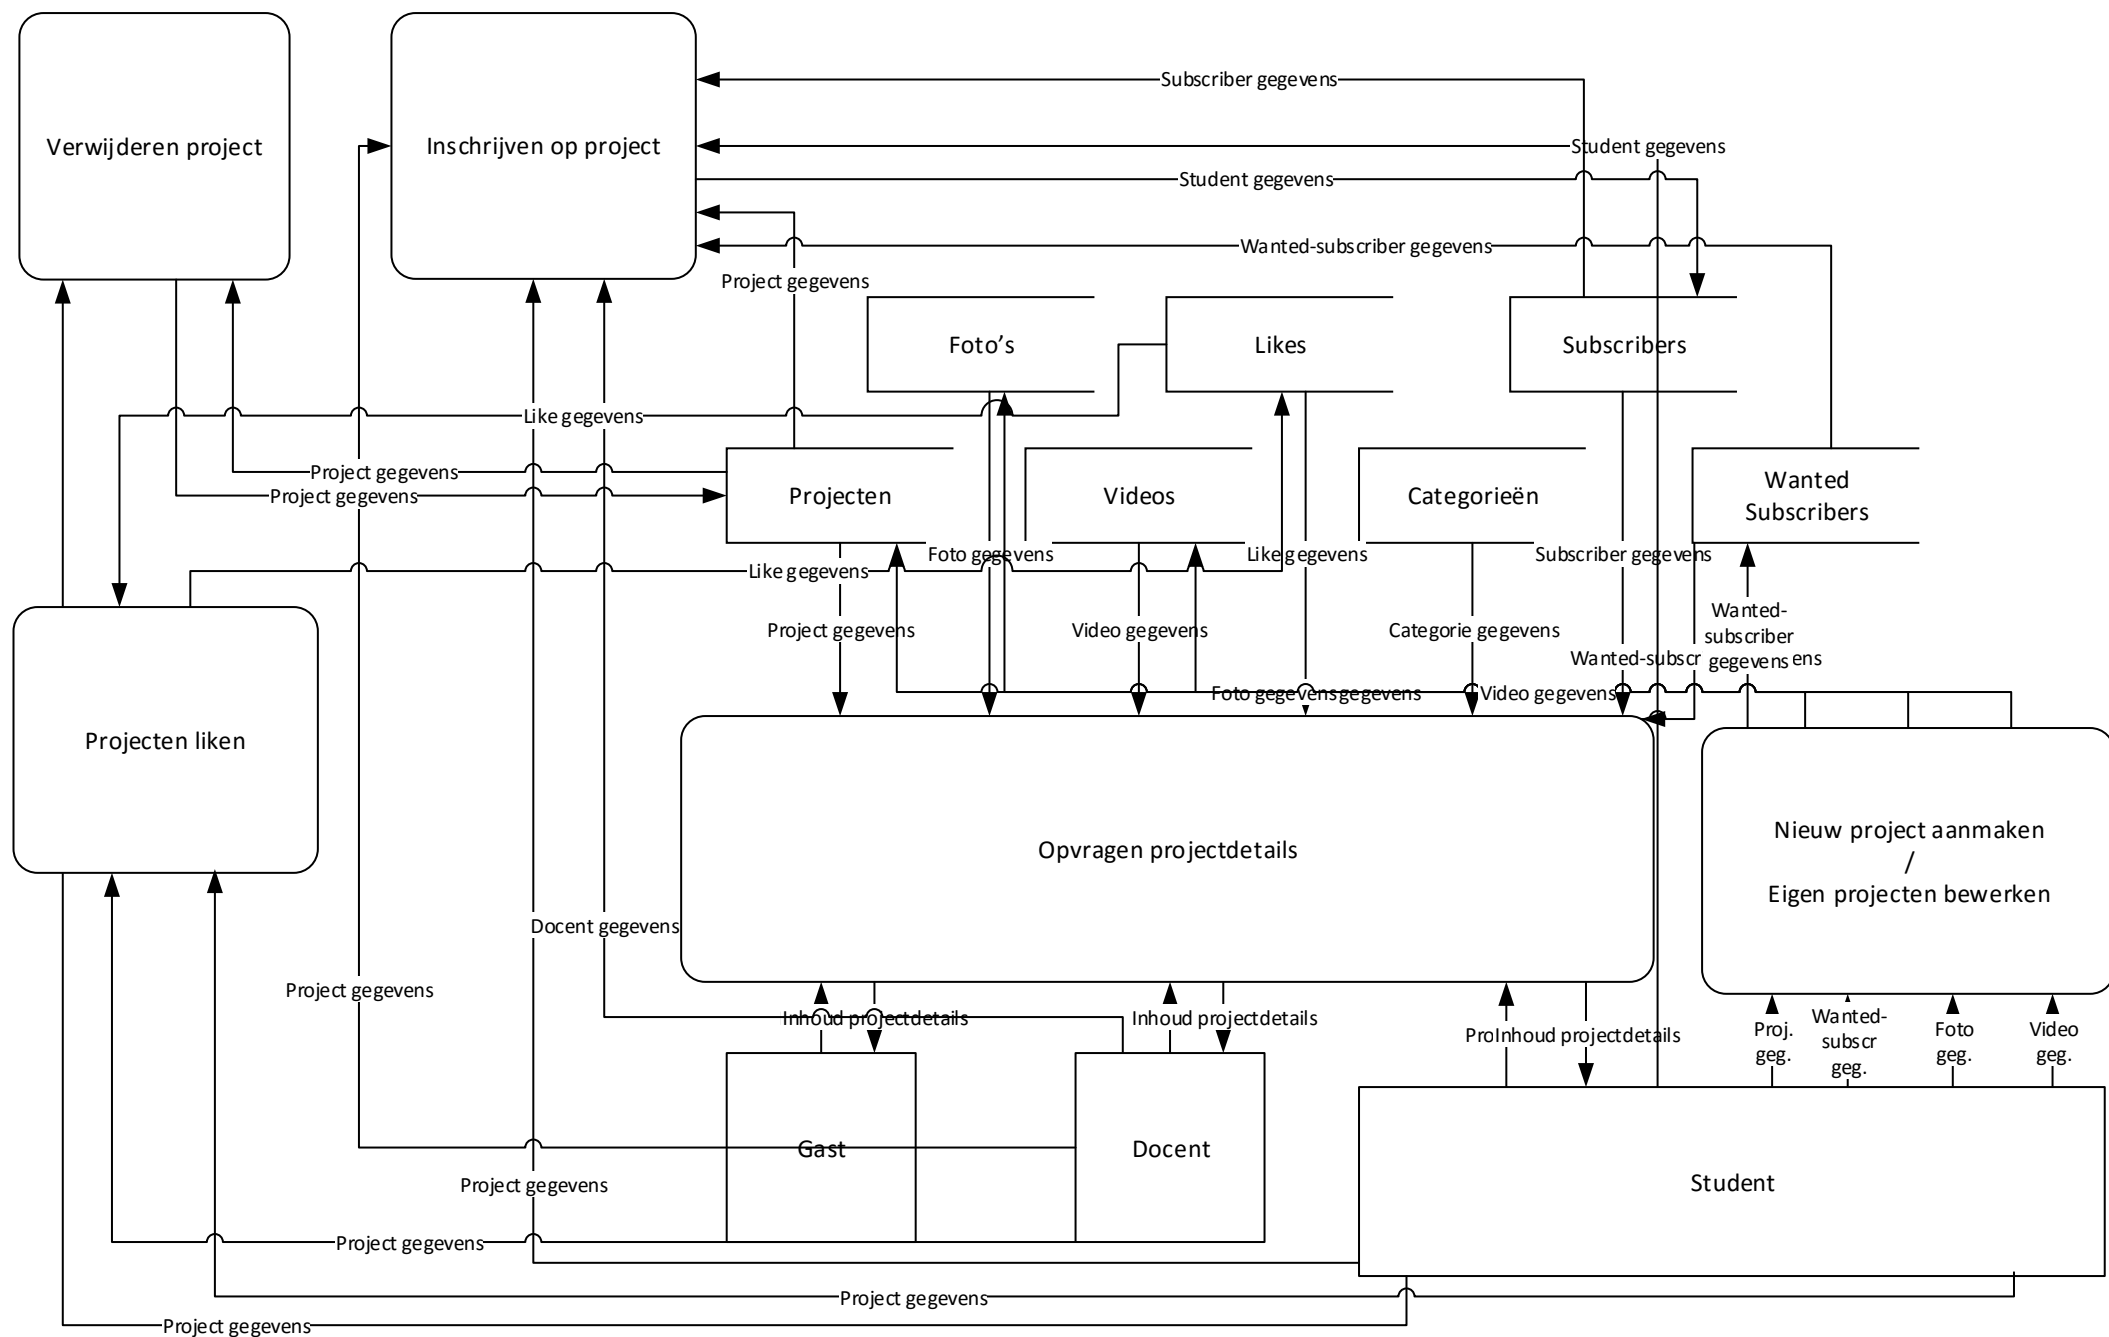 Subscriber gegevens
Verwijderen project
Inschrijven op project
Student gegevens
Student gegevens
Wanted-subscriber gegevens
Project gegevens
Foto’s
Likes
Subscribers
Like gegevens
Project gegevens
Project gegevens
Projecten
Videos
Categorieën
Wanted
Subscribers
Foto gegevens
Like gegevens
Subscriber gegevens
Like gegevens
Project gegevens
Video gegevens
Categorie gegevens
Wanted-
subscriber
gegevens
Wanted-subscr
ens
Foto gegevens
gegevens
Video gegevens
Projecten liken
Opvragen projectdetails
Nieuw project aanmaken
/
Eigen projecten bewerken
Docent gegevens
Project gegevens
Inhoud projectdetails
Inhoud projectdetails
Pro
Inhoud projectdetails
Proj.
geg.
Wanted-
subscr
geg.
Foto
geg.
Video
geg.
Gast
Docent
Student
Project gegevens
Project gegevens
Project gegevens
Project gegevens